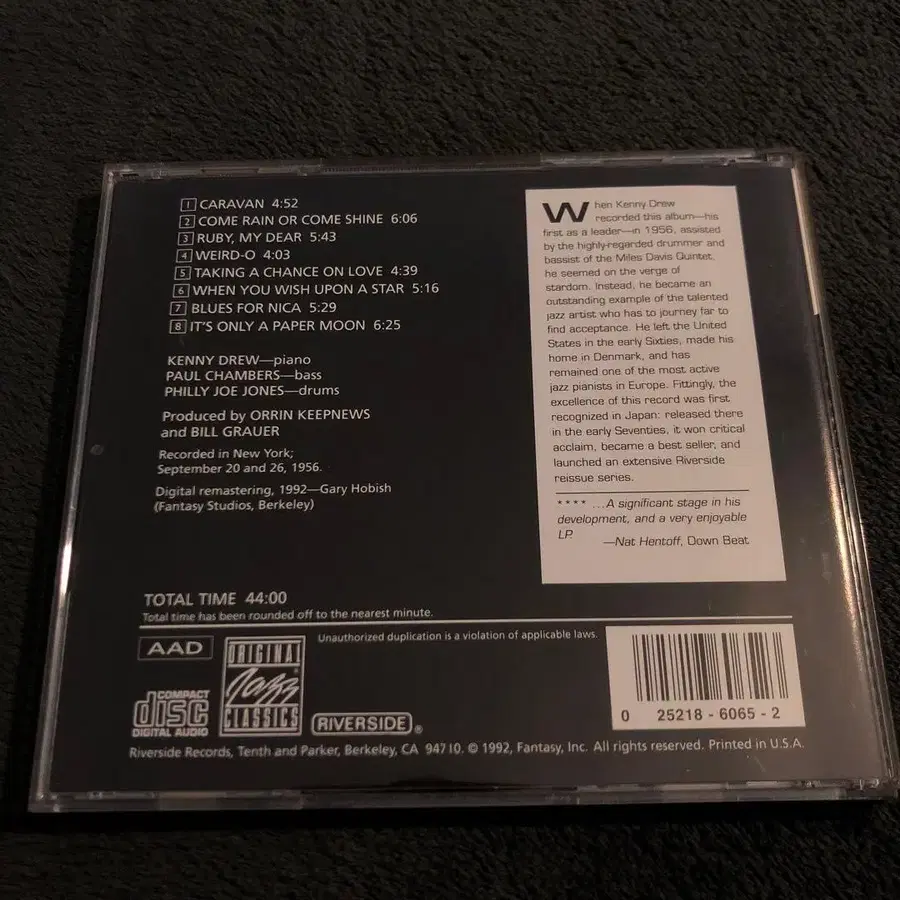 1 CARAVAN 4:52
2 COME RAIN OR COME SHINE 6:06
3 RUBY, MY DEAR 5:43
4 WEIRD-O 4:03
5 TAKING A CHANCE ON LOVE 4:39
6 WHEN YOU WISH UPON A STAR 5:16
7 BLUES FOR NICA 5:29
8 IT'S ONLY A PAPER MOON 6:25
KENNY DREW—piano
PAUL CHAMBERS—bass
PHILLY JOE JONES—drums
Produced by ORRIN KEEPNEWS
and BILL GRAUER
Recorded in New York;
September 20 and 26, 1956.
Digital remastering, 1992—Gary Hobish
(Fantasy Studios, Berkeley)
When Kenny Drew
recorded this album—his
first as a leader—in 1956, assisted
by the highly-regarded drummer and
bassist of the Miles Davis Quintet,
he seemed on the verge of
stardom. Instead, he became an
outstanding example of the talented
jazz artist who has to journey far to
find acceptance. He left the United
States in the early Sixties, made his
home in Denmark, and has
remained one of the most active
jazz pianists in Europe. Fittingly, the
excellence of this record was first
recognized in Japan: released there
in the early Seventies, it won critical
acclaim, became a best seller, and
launched an extensive Riverside
reissue series.
**** ...A significant stage in his
development, and a very enjoyable
LP.
—Nat Hentoff, Down Beat
TOTAL TIME 44:00
Total time has been rounded off to the nearest minute.
AAD
Unauthorized duplication is a violation of applicable laws.
ORIGINAL
Jazz
CLASSICS
COMPACT
disc
DIGITAL AUDIO
RIVERSIDE®
0 25218-6065-2
Riverside Records, Tenth and Parker, Berkeley, CA 94710. © 1992, Fantasy, Inc. All rights reserved. Printed in U.S.A.